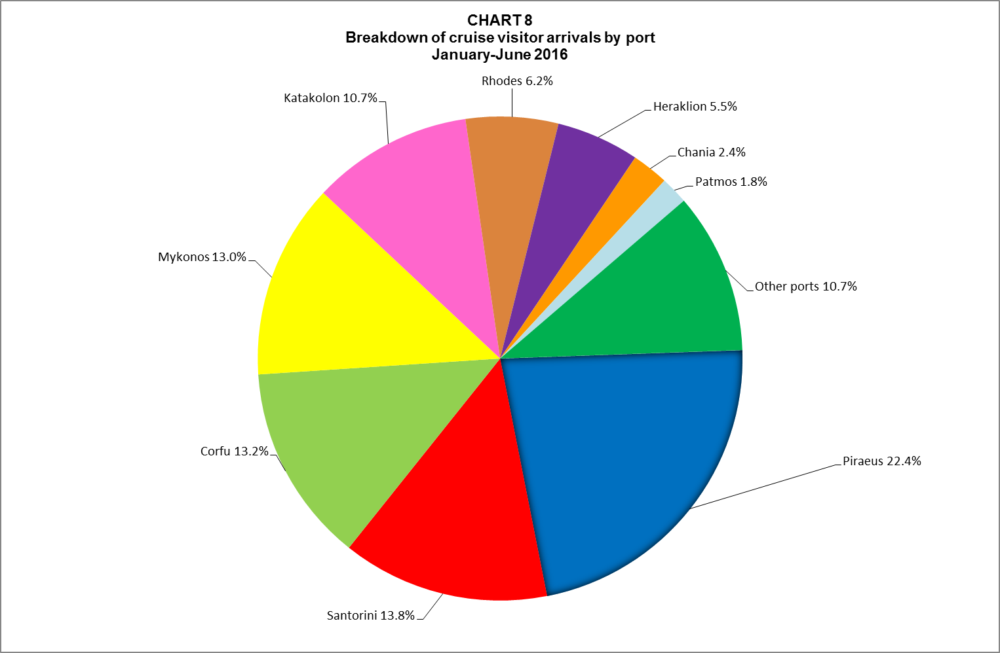 CHART 8
Breakdown of cruise visitor arrivals by port
January-June 2016
Rhodes 6.2%
Katakolon 10.7%
Heraklion 5.5%
Chania 2.4%
Patmos 1.8%
Mykonos 13.0%
Other ports 10.7%
Corfu 13.2%
Piraeus 22.4%
Santorini 13.8%